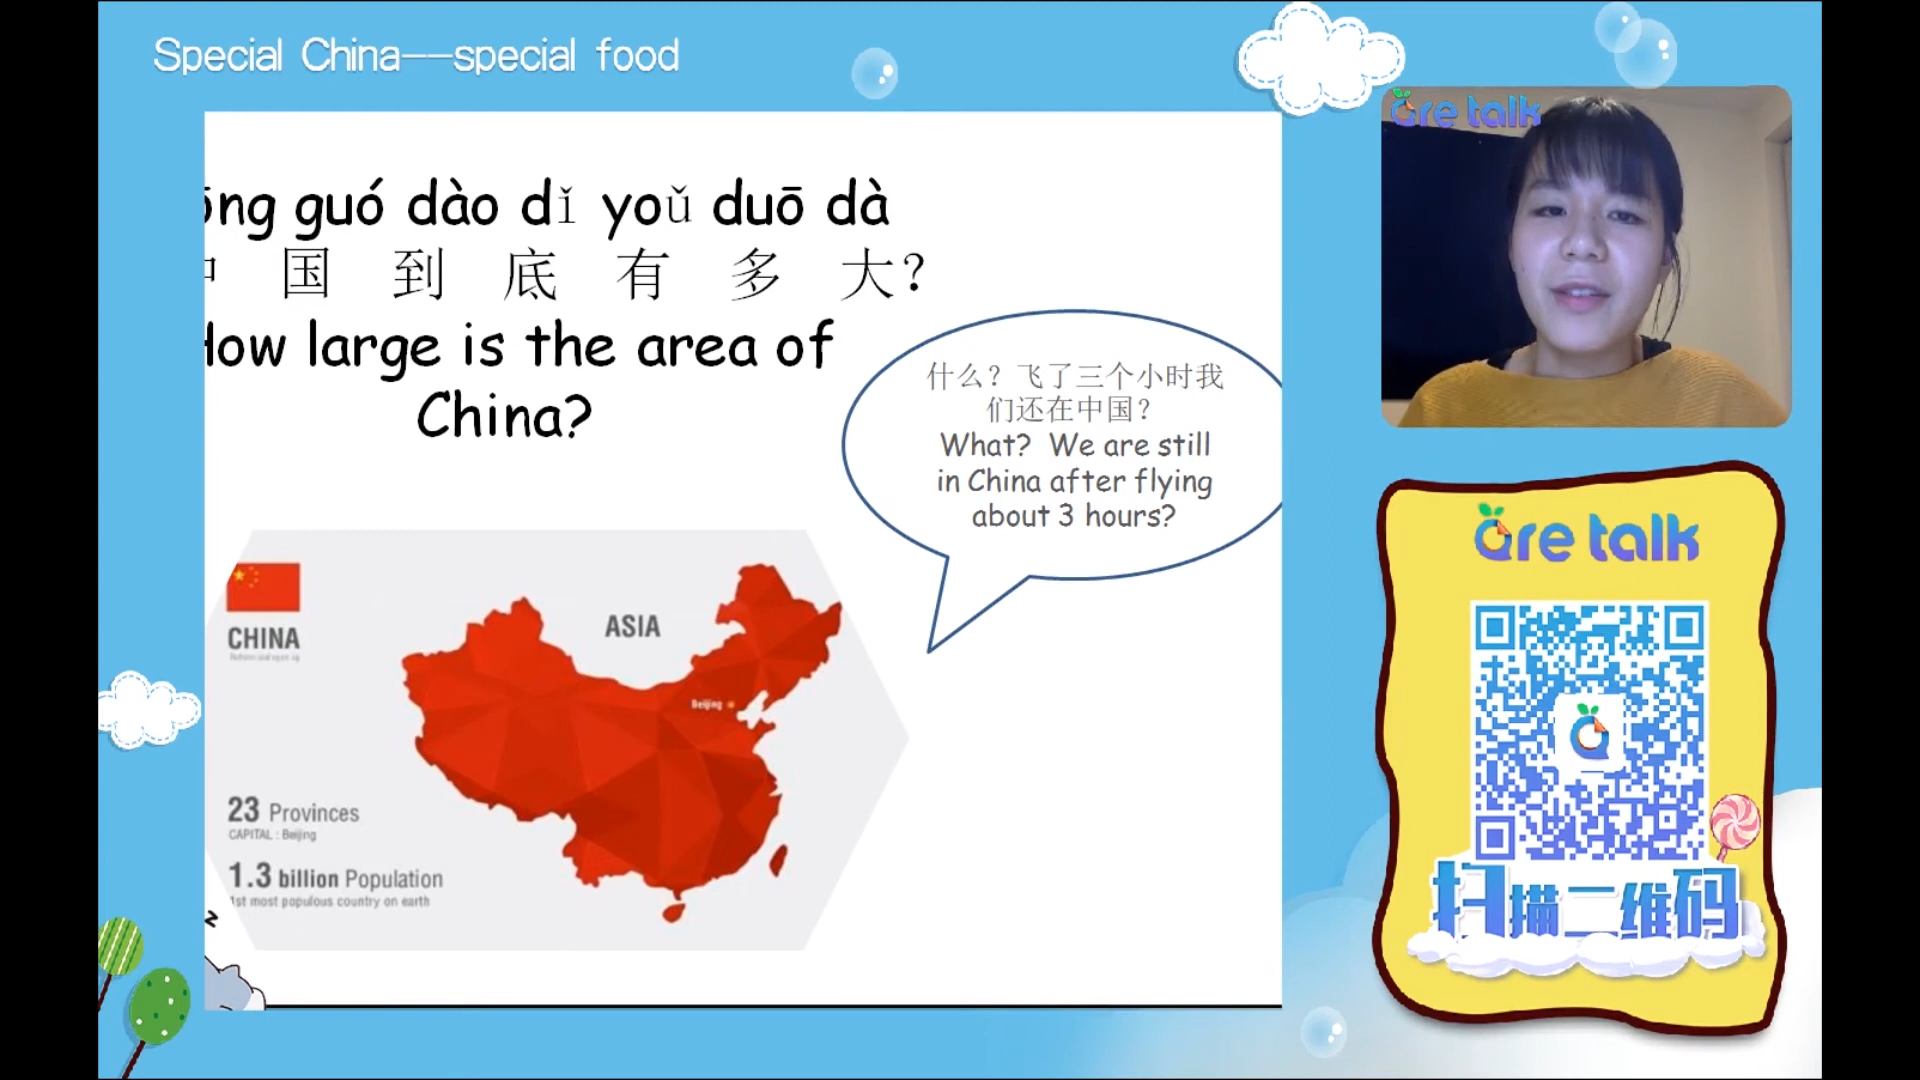 Special China--special food
are talk
ōng guó dào dǐ yoǔ duō dà
国 到 底 有 多 大?
How large is the area of
China?
什么? 飞了三个小时我
们还在中国?
What? We are still
in China after flying
about 3 hours?
CHINA
ASIA
Beijing
23 Provinces
CAPITAL : Beijing
1.3 billion Population
1st most populous country on earth
z
are talk
扫描二维码